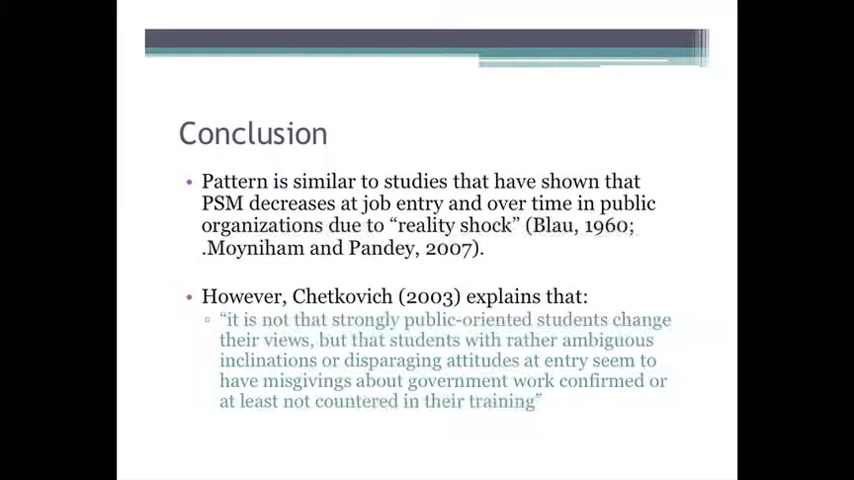 Conclusion
• Pattern is similar to studies that have shown that
PSM decreases at job entry and over time in public
organizations due to “reality shock” (Blau, 1960;
.Moyniham and Pandey, 2007).
• However, Chetkovich (2003) explains that:
▫ “it is not that strongly public-oriented students change
their views, but that students with rather ambiguous
inclinations or disparaging attitudes at entry seem to
have misgivings about government work confirmed or
at least not countered in their training”